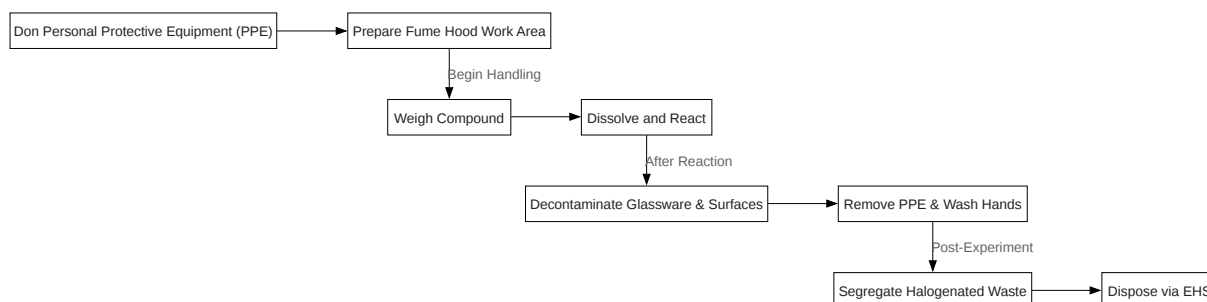 Don Personal Protective Equipment (PPE)
Prepare Fume Hood Work Area
Begin Handling
Weigh Compound
Dissolve and React
After Reaction
Decontaminate Glassware & Surfaces
Remove PPE & Wash Hands
Post-Experiment
Segregate Halogenated Waste
Dispose via EHS